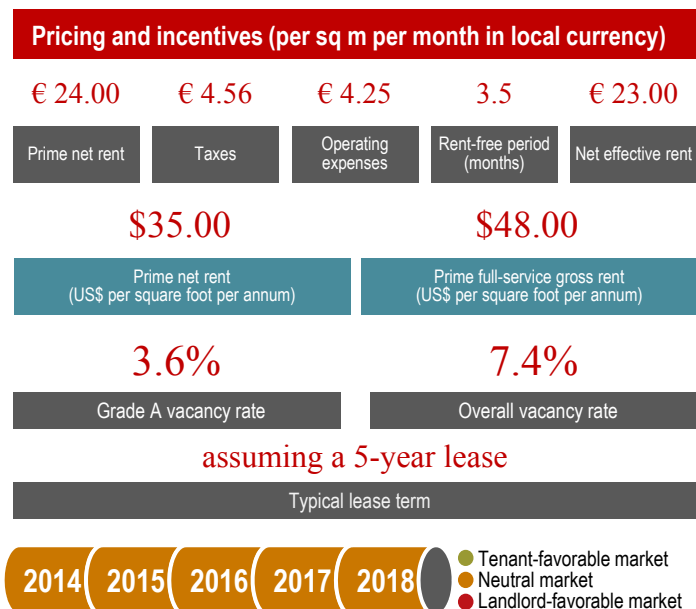 Pricing and incentives (per sq m per month in local currency)
€ 24.00 € 4.56 € 4.25 3.5 € 23.00
Prime net rent Taxes Operating expenses Rent-free period (months) Net effective rent
$35.00 $48.00
Prime net rent Prime full-service gross rent
(US$ per square foot per annum) (US$ per square foot per annum)
3.6% 7.4%
Grade A vacancy rate Overall vacancy rate
assuming a 5-year lease
Typical lease term
2014 2015 2016 2017 2018
Tenant-favorable market
Neutral market
Landlord-favorable market